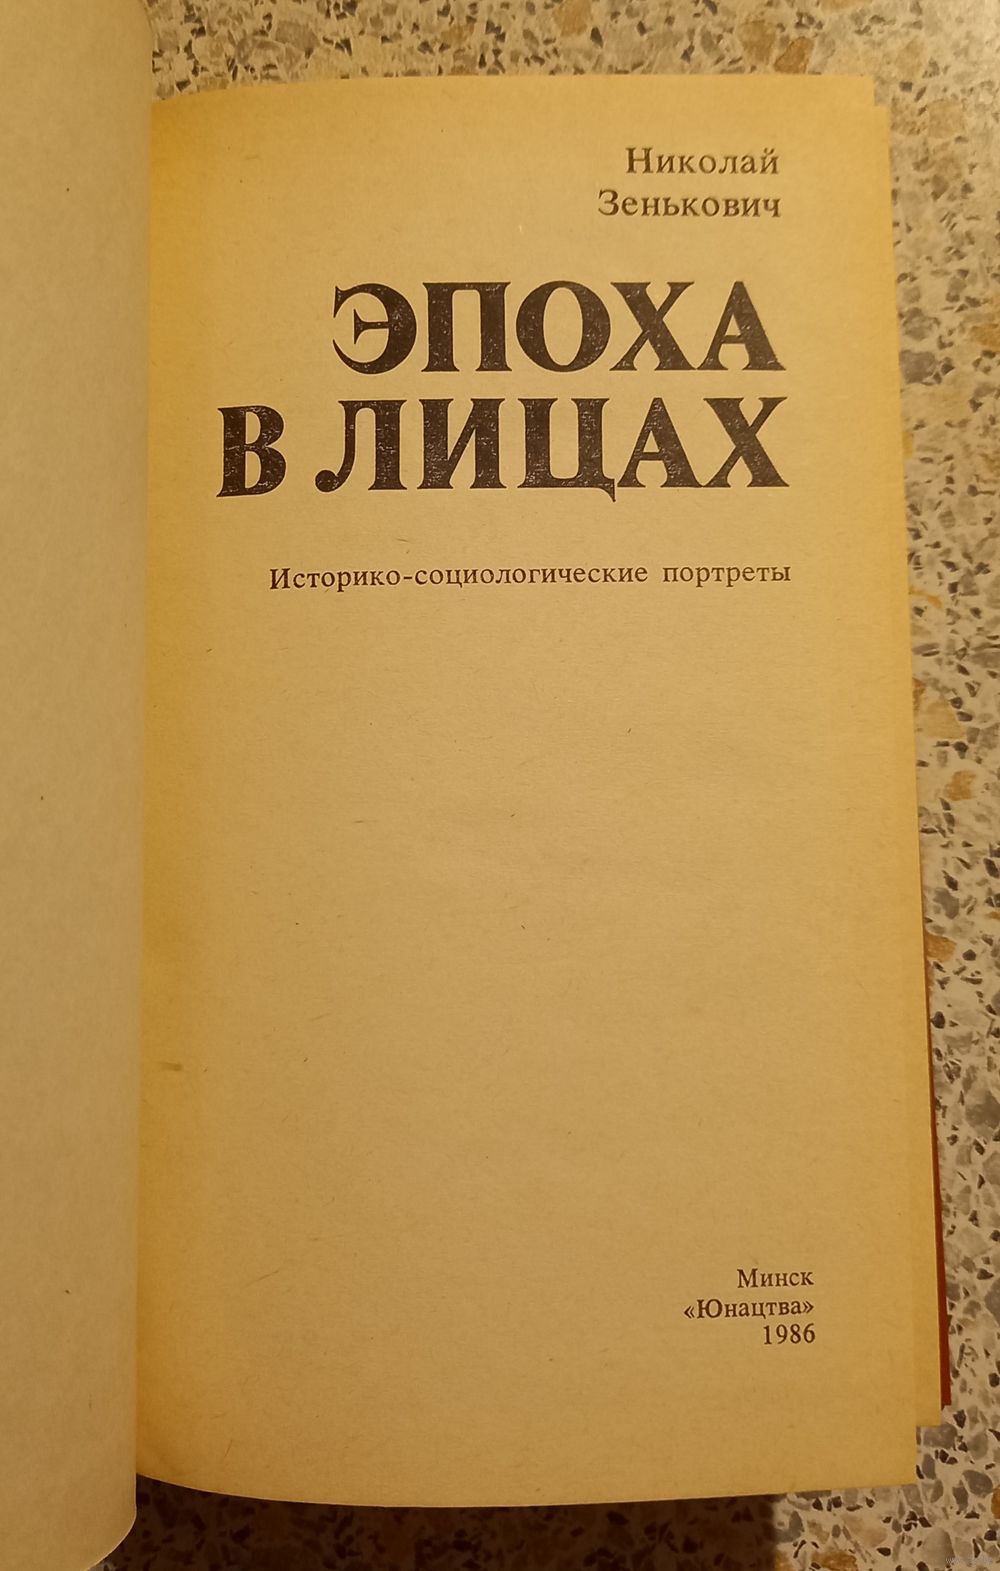 Николай
Зенькович
ЭПОХА
В ЛИЦАХ
Историко-социологические портреты
Минск
«Юнацтва»
1986